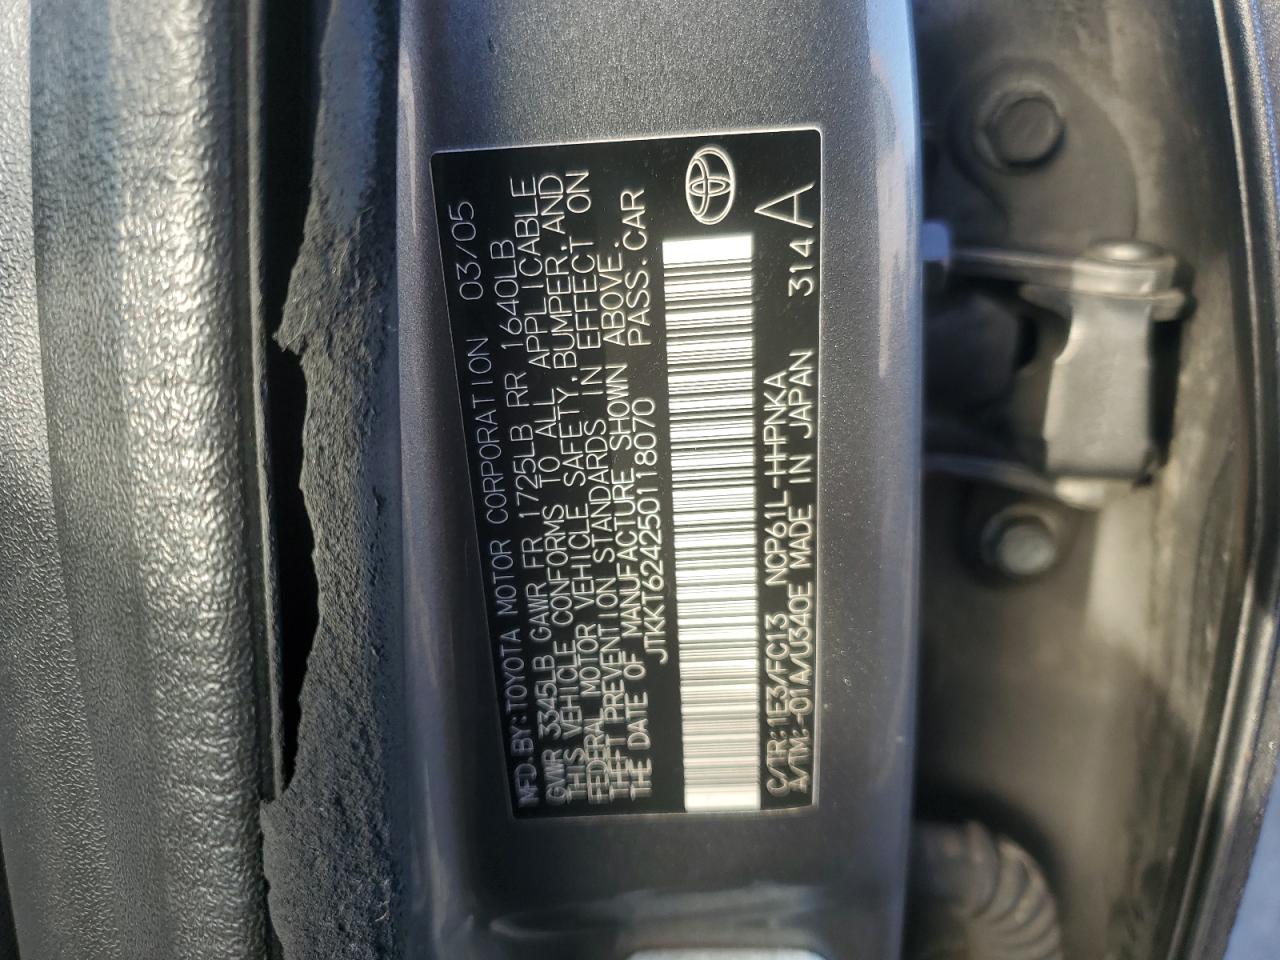 MFD.BY:TOYOTA MOTOR CORPORATION 03/05
GVWR 3345LB GAWR FR 1725LB RR 1640LB
THIS VEHICLE CONFORMS TO ALL APPLICABLE
FEDERAL MOTOR VEHICLE SAFETY,BUMPER,AND
THEFT PREVENTION STANDARDS IN EFFECT ON
THE DATE OF MANUFACTURE SHOWN ABOVE.
JTKKT624250118070 PASS.CAR
C/TR:1E3/FC13 NCP61L-HHPNKA
A/TM:-01A/U340E MADE IN JAPAN 314 A